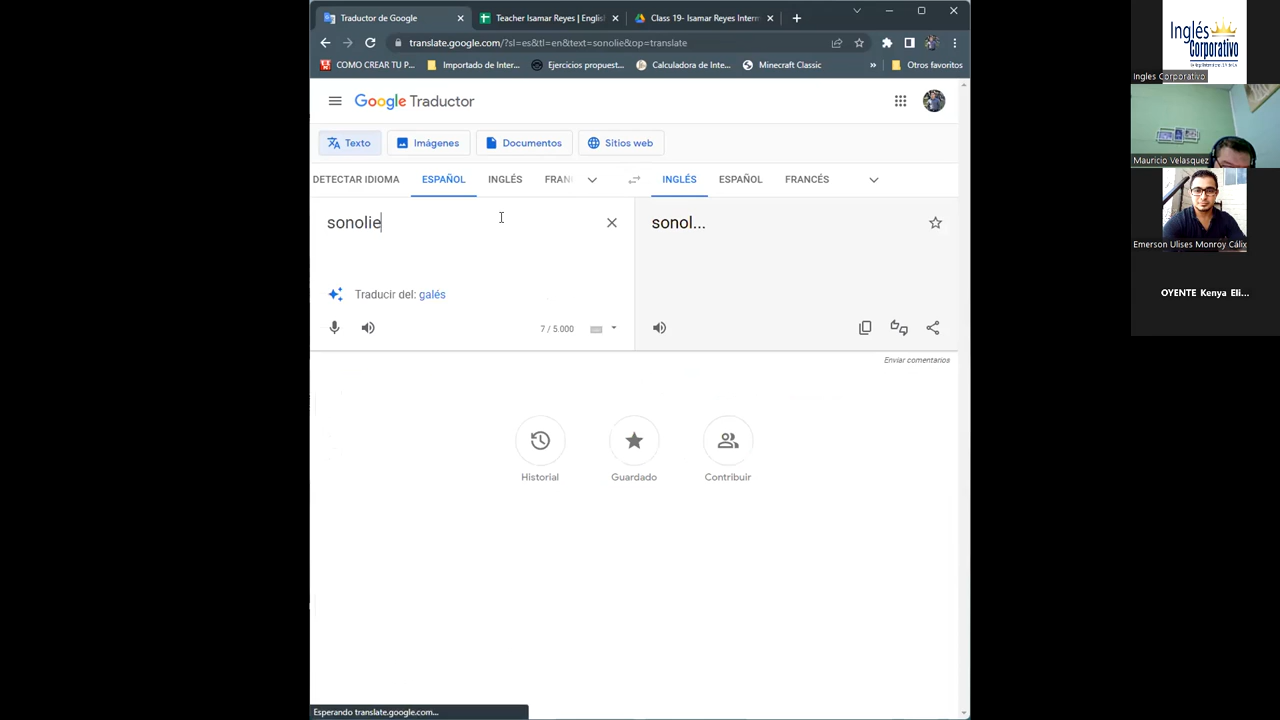 Traductor de Google
Teacher Isamar Reyes | Englis
Class 19- Isamar Reyes Interm
translate.google.com/?sl=es&tl=en&text=sonolie&op=translate
COMO CREAR TU P...
Importado de Inter...
Ejercicios propuest...
Calculadora de Inte...
Minecraft Classic
»
Otros favoritos
Google Traductor
Texto
Imágenes
Documentos
Sitios web
DETECTAR IDIOMA
ESPAÑOL
INGLÉS
FRAN
INGLÉS
ESPAÑOL
FRANCÉS
sonolie
sonol...
Traducir del: galés
7 / 5.000
Enviar comentarios
Historial
Guardado
Contribuir
Esperando translate.google.com...
Inglés
Corporativo
Ingles Corporativo
Mauricio Velasquez
Emerson Ulises Monroy Cálix
OYENTE Kenya Eli...